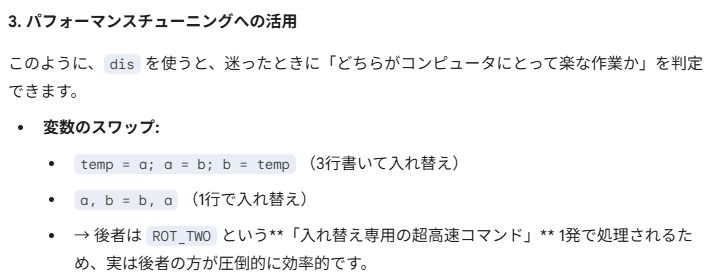 3. パフォーマンスチューニングへの活用
このように、 dis を使うと、迷ったときに「どちらがコンピュータにとって楽な作業か」を判定
できます。
• 変数のスワップ:
• temp = a; a = b; b = temp （3行書いて入れ替え）
• a, b = b, a （1行で入れ替え）
• → 後者は ROT_TWO という**「入れ替え専用の超高速コマンド」** 1発で処理されるた
め、実は後者の方が圧倒的に効率的です。